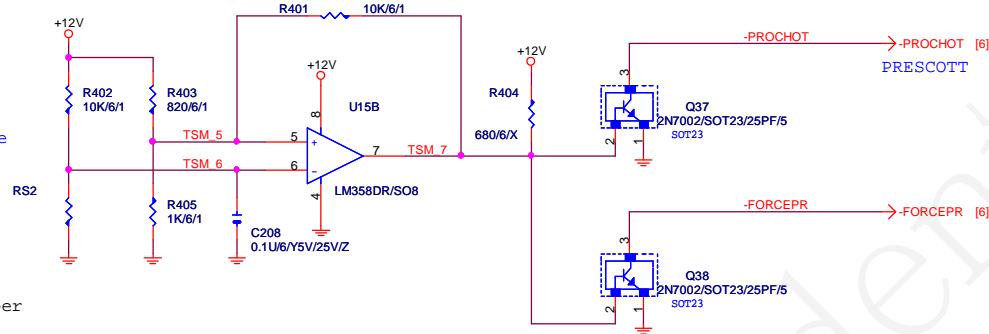 R401 10K/6/1
+12V
+12V
+12V
-PROCHOT
-PROCHOT [6]
PRESCOTT
R402
10K/6/1
R403
820/6/1
U15B
R404
680/6/X
3
Q37
2N7002/SOT23/25PF/5
SOT23
2
1
8
TSM_5
5
+
TSM_6
6
-
7
TSM_7
4
LM358DR/SO8
RS2
R405
1K/6/1
C208
0.1U/6/Y5V/25V/Z
-FORCEPR
-FORCEPR [6]
3
Q38
2N7002/SOT23/25PF/5
SOT23
2
1